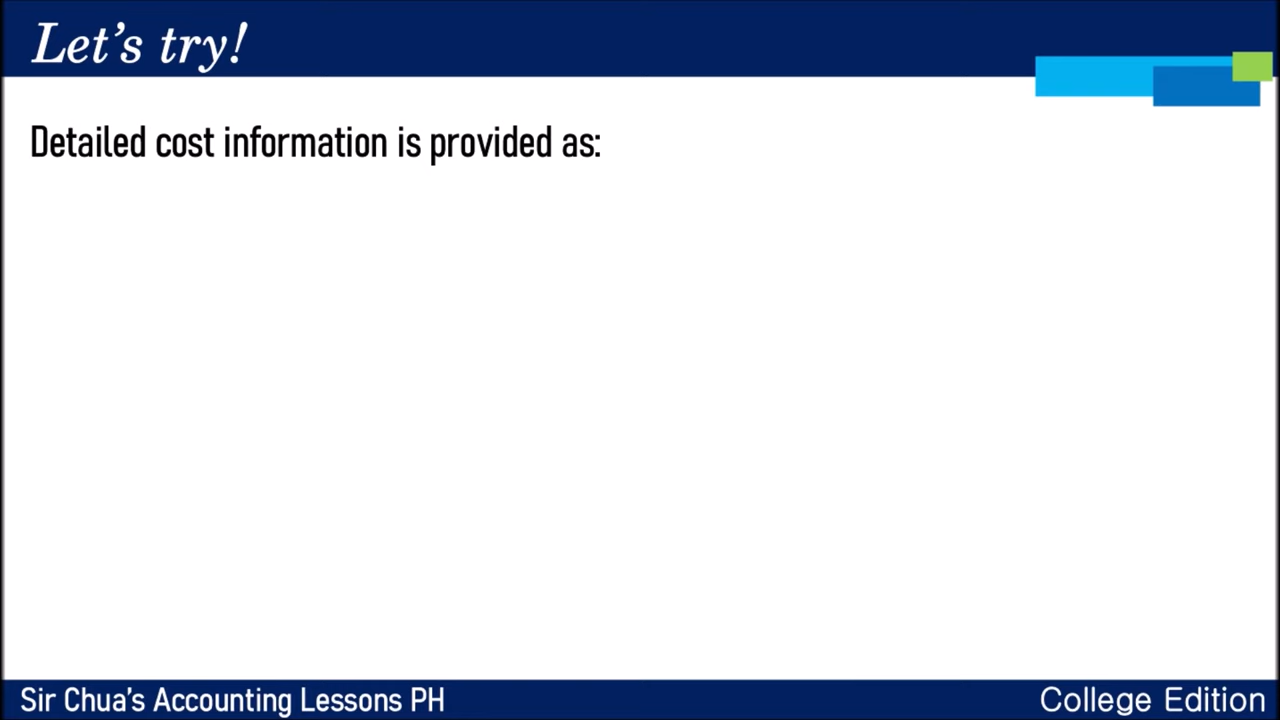 Let's try!
Detailed cost information is provided as:
Sir Chua's Accounting Lessons PH
College Edition